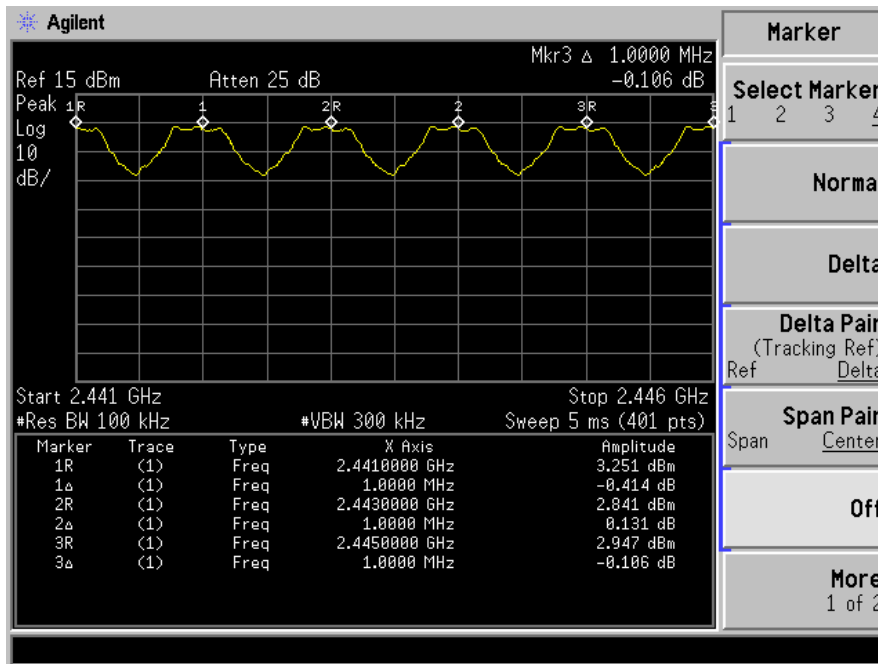 Agilent
Mkr3 Δ 1.0000 MHz
Ref 15 dBm Atten 25 dB -0.106 dB
Peak
Log
10
dB/
1R 1 2R 2 3R
Start 2.441 GHz Stop 2.446 GHz
#Res BW 100 kHz #VBW 300 kHz Sweep 5 ms (401 pts)
Marker Trace Type X Axis Amplitude
1R (1) Freq 2.4410000 GHz 3.251 dBm
1Δ (1) Freq 1.0000 MHz -0.414 dB
2R (1) Freq 2.4430000 GHz 2.841 dBm
2Δ (1) Freq 1.0000 MHz 0.131 dB
3R (1) Freq 2.4450000 GHz 2.947 dBm
3Δ (1) Freq 1.0000 MHz -0.106 dB
Marker
Select Marker
1 2 3 4
Norma
Delta
Delta Pair
(Tracking Ref)
Ref Delta
Span Pair
Span Center
Off
More
1 of 2